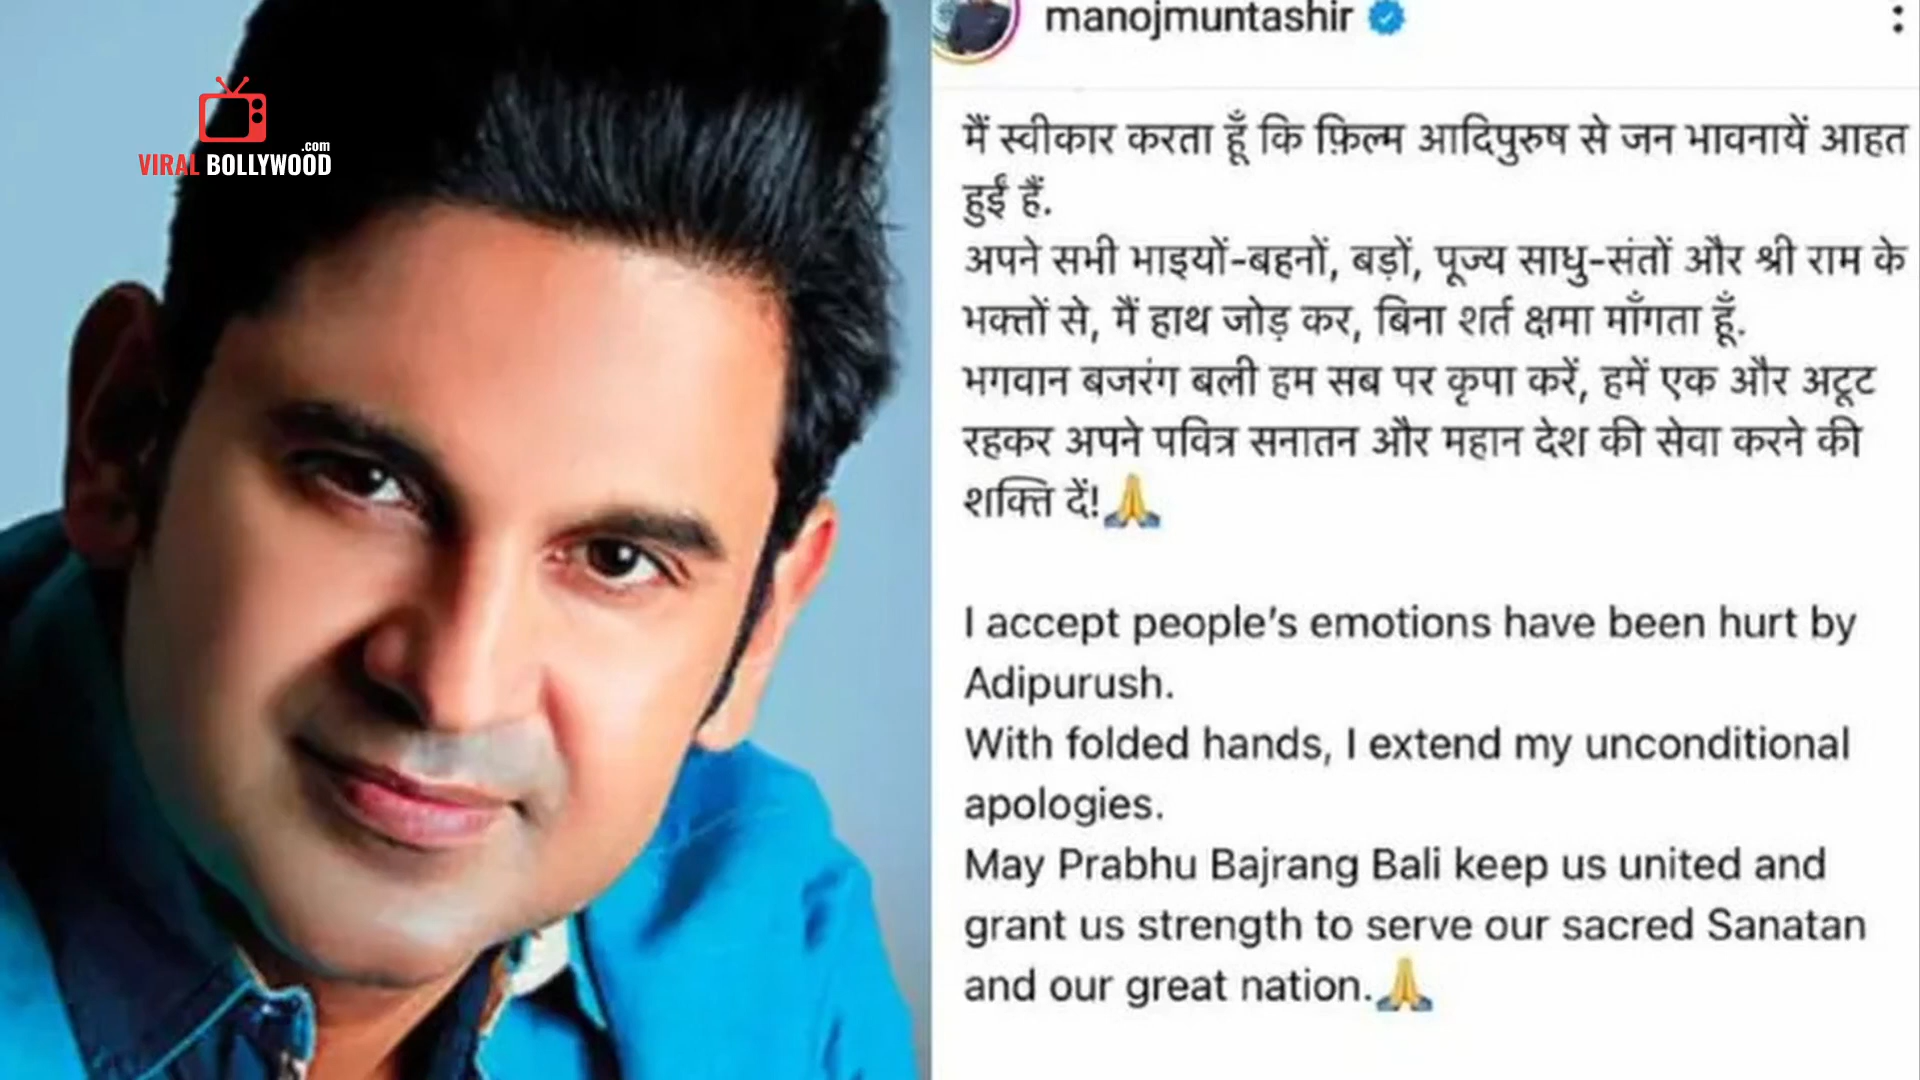 .com
VIRAL BOLLYWOOD
manojmuntashir
मैं स्वीकार करता हूँ कि फ़िल्म आदिपुरुष से जन भावनायें आहत
हुईं हैं.
अपने सभी भाइयों-बहनों, बड़ों, पूज्य साधु-संतों और श्री राम के
भक्तों से, मैं हाथ जोड़ कर, बिना शर्त क्षमा माँगता हूँ.
भगवान बजरंग बली हम सब पर कृपा करें, हमें एक और अटूट
रहकर अपने पवित्र सनातन और महान देश की सेवा करने की
शक्ति दें!🙏
I accept people's emotions have been hurt by
Adipurush.
With folded hands, I extend my unconditional
apologies.
May Prabhu Bajrang Bali keep us united and
grant us strength to serve our sacred Sanatan
and our great nation.🙏